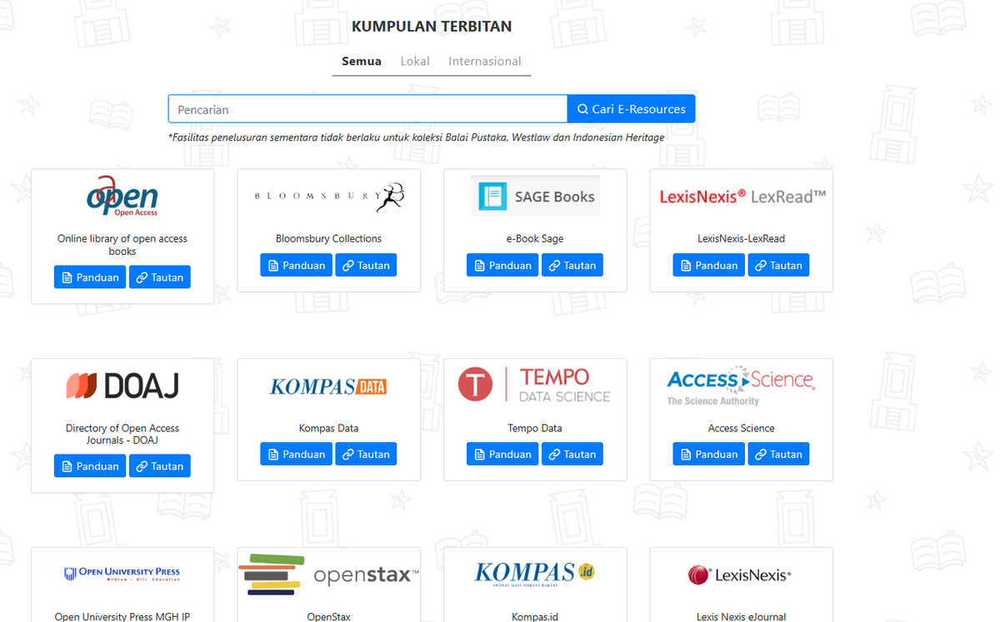 KUMPULAN TERBITAN
Semua Lokal Internasional
Pencarian Cari E-Resources
*Fasilitas penelusuran sementara tidak berlaku untuk koleksi Balai Pustaka, Westlaw dan Indonesian Heritage
open
Open Access
Online library of open access
books
Panduan Tautan
BLOOMSBURY
Bloomsbury Collections
Panduan Tautan
SAGE Books
e-Book Sage
Panduan Tautan
LexisNexis® LexRead™
LexisNexis-LexRead
Panduan Tautan
DOAJ
Directory of Open Access
Journals - DOAJ
Panduan Tautan
KOMPAS DATA
Kompas Data
Panduan Tautan
T TEMPO
DATA SCIENCE
Tempo Data
Panduan Tautan
ACCESS Science®
The Science Authority
Access Science
Panduan Tautan
OPEN UNIVERSITY PRESS
McGraw - Hill Education
Open University Press MGH IP
openstax™
OpenStax
KOMPAS.id
AMANAT HATI NURANI RAKYAT
Kompas.id
LexisNexis®
Lexis Nexis eJournal